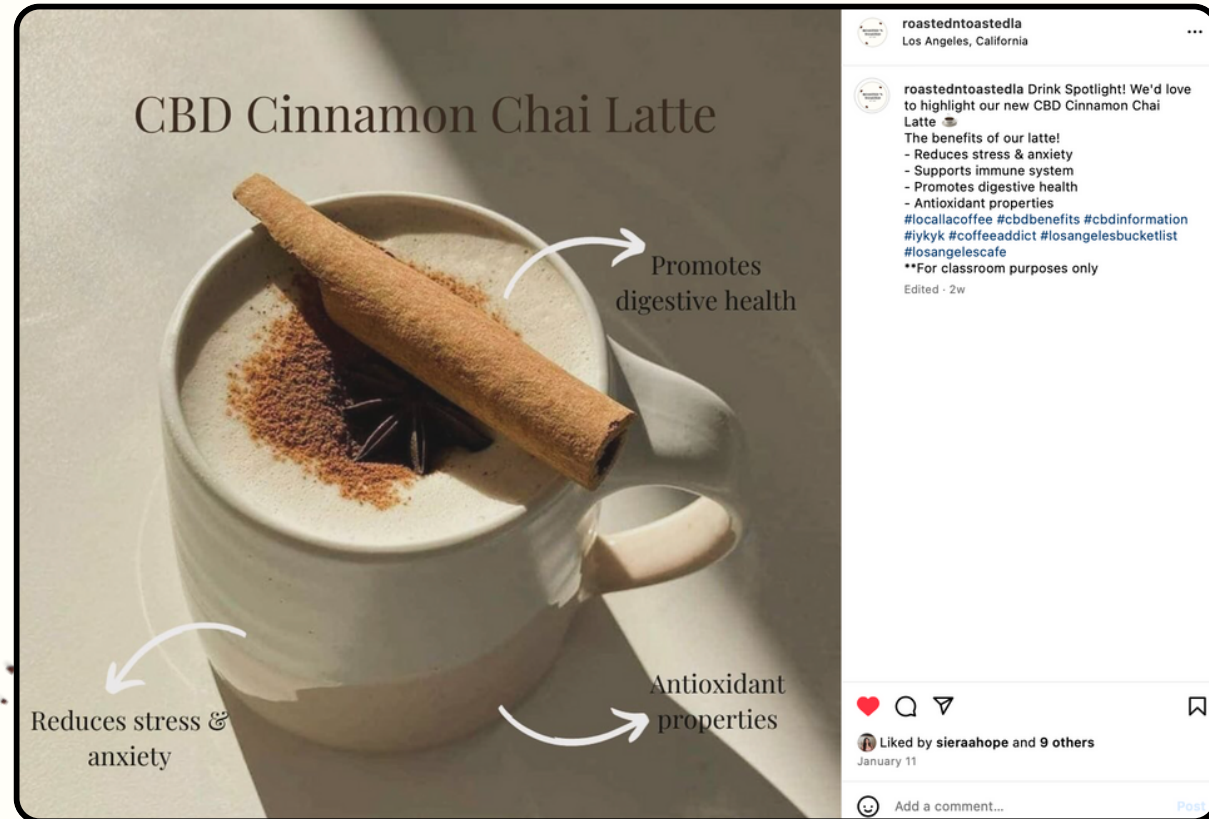 CBD Cinnamon Chai Latte
Promotes
digestive health
Reduces stress &
anxiety
Antioxidant
properties
roastedntoastedla
Los Angeles, California
roastedntoastedla Drink Spotlight! We'd love
to highlight our new CBD Cinnamon Chai
Latte ☕
The benefits of our latte!
- Reduces stress & anxiety
- Supports immune system
- Promotes digestive health
- Antioxidant properties
#locallacoffee #cbdbenefits #cbdinformation
#iykyk #coffeeaddict #losangelesbucketlist
#losangelescafe
**For classroom purposes only
Edited · 2w
Liked by sieraahope and 9 others
January 11
Add a comment...
Post